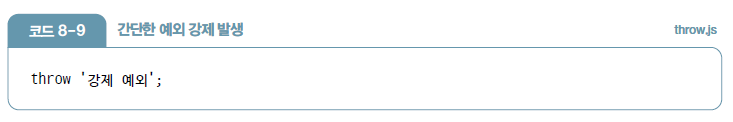 코드 8-9 간단한 예외 강제 발생 throw.js
throw '강제 예외';